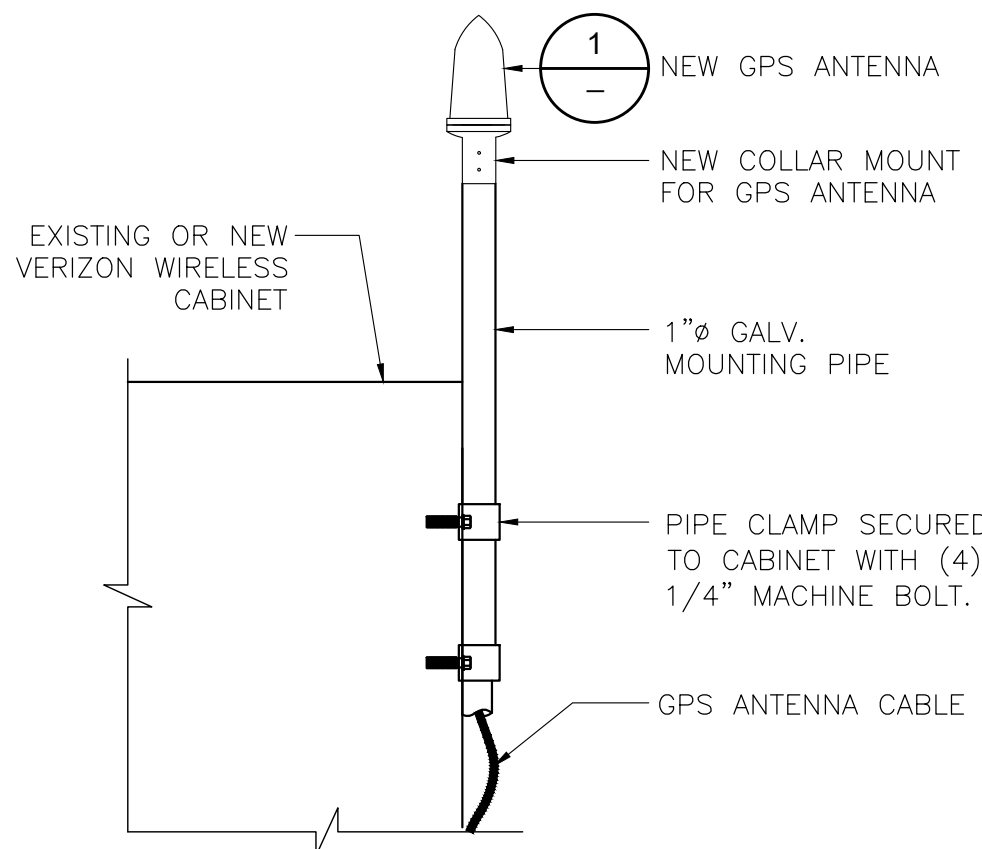 1
–
NEW GPS ANTENNA
NEW COLLAR MOUNT
FOR GPS ANTENNA
EXISTING OR NEW
VERIZON WIRELESS
CABINET
1”ø GALV.
MOUNTING PIPE
PIPE CLAMP SECURED
TO CABINET WITH (4)
1/4” MACHINE BOLT.
GPS ANTENNA CABLE